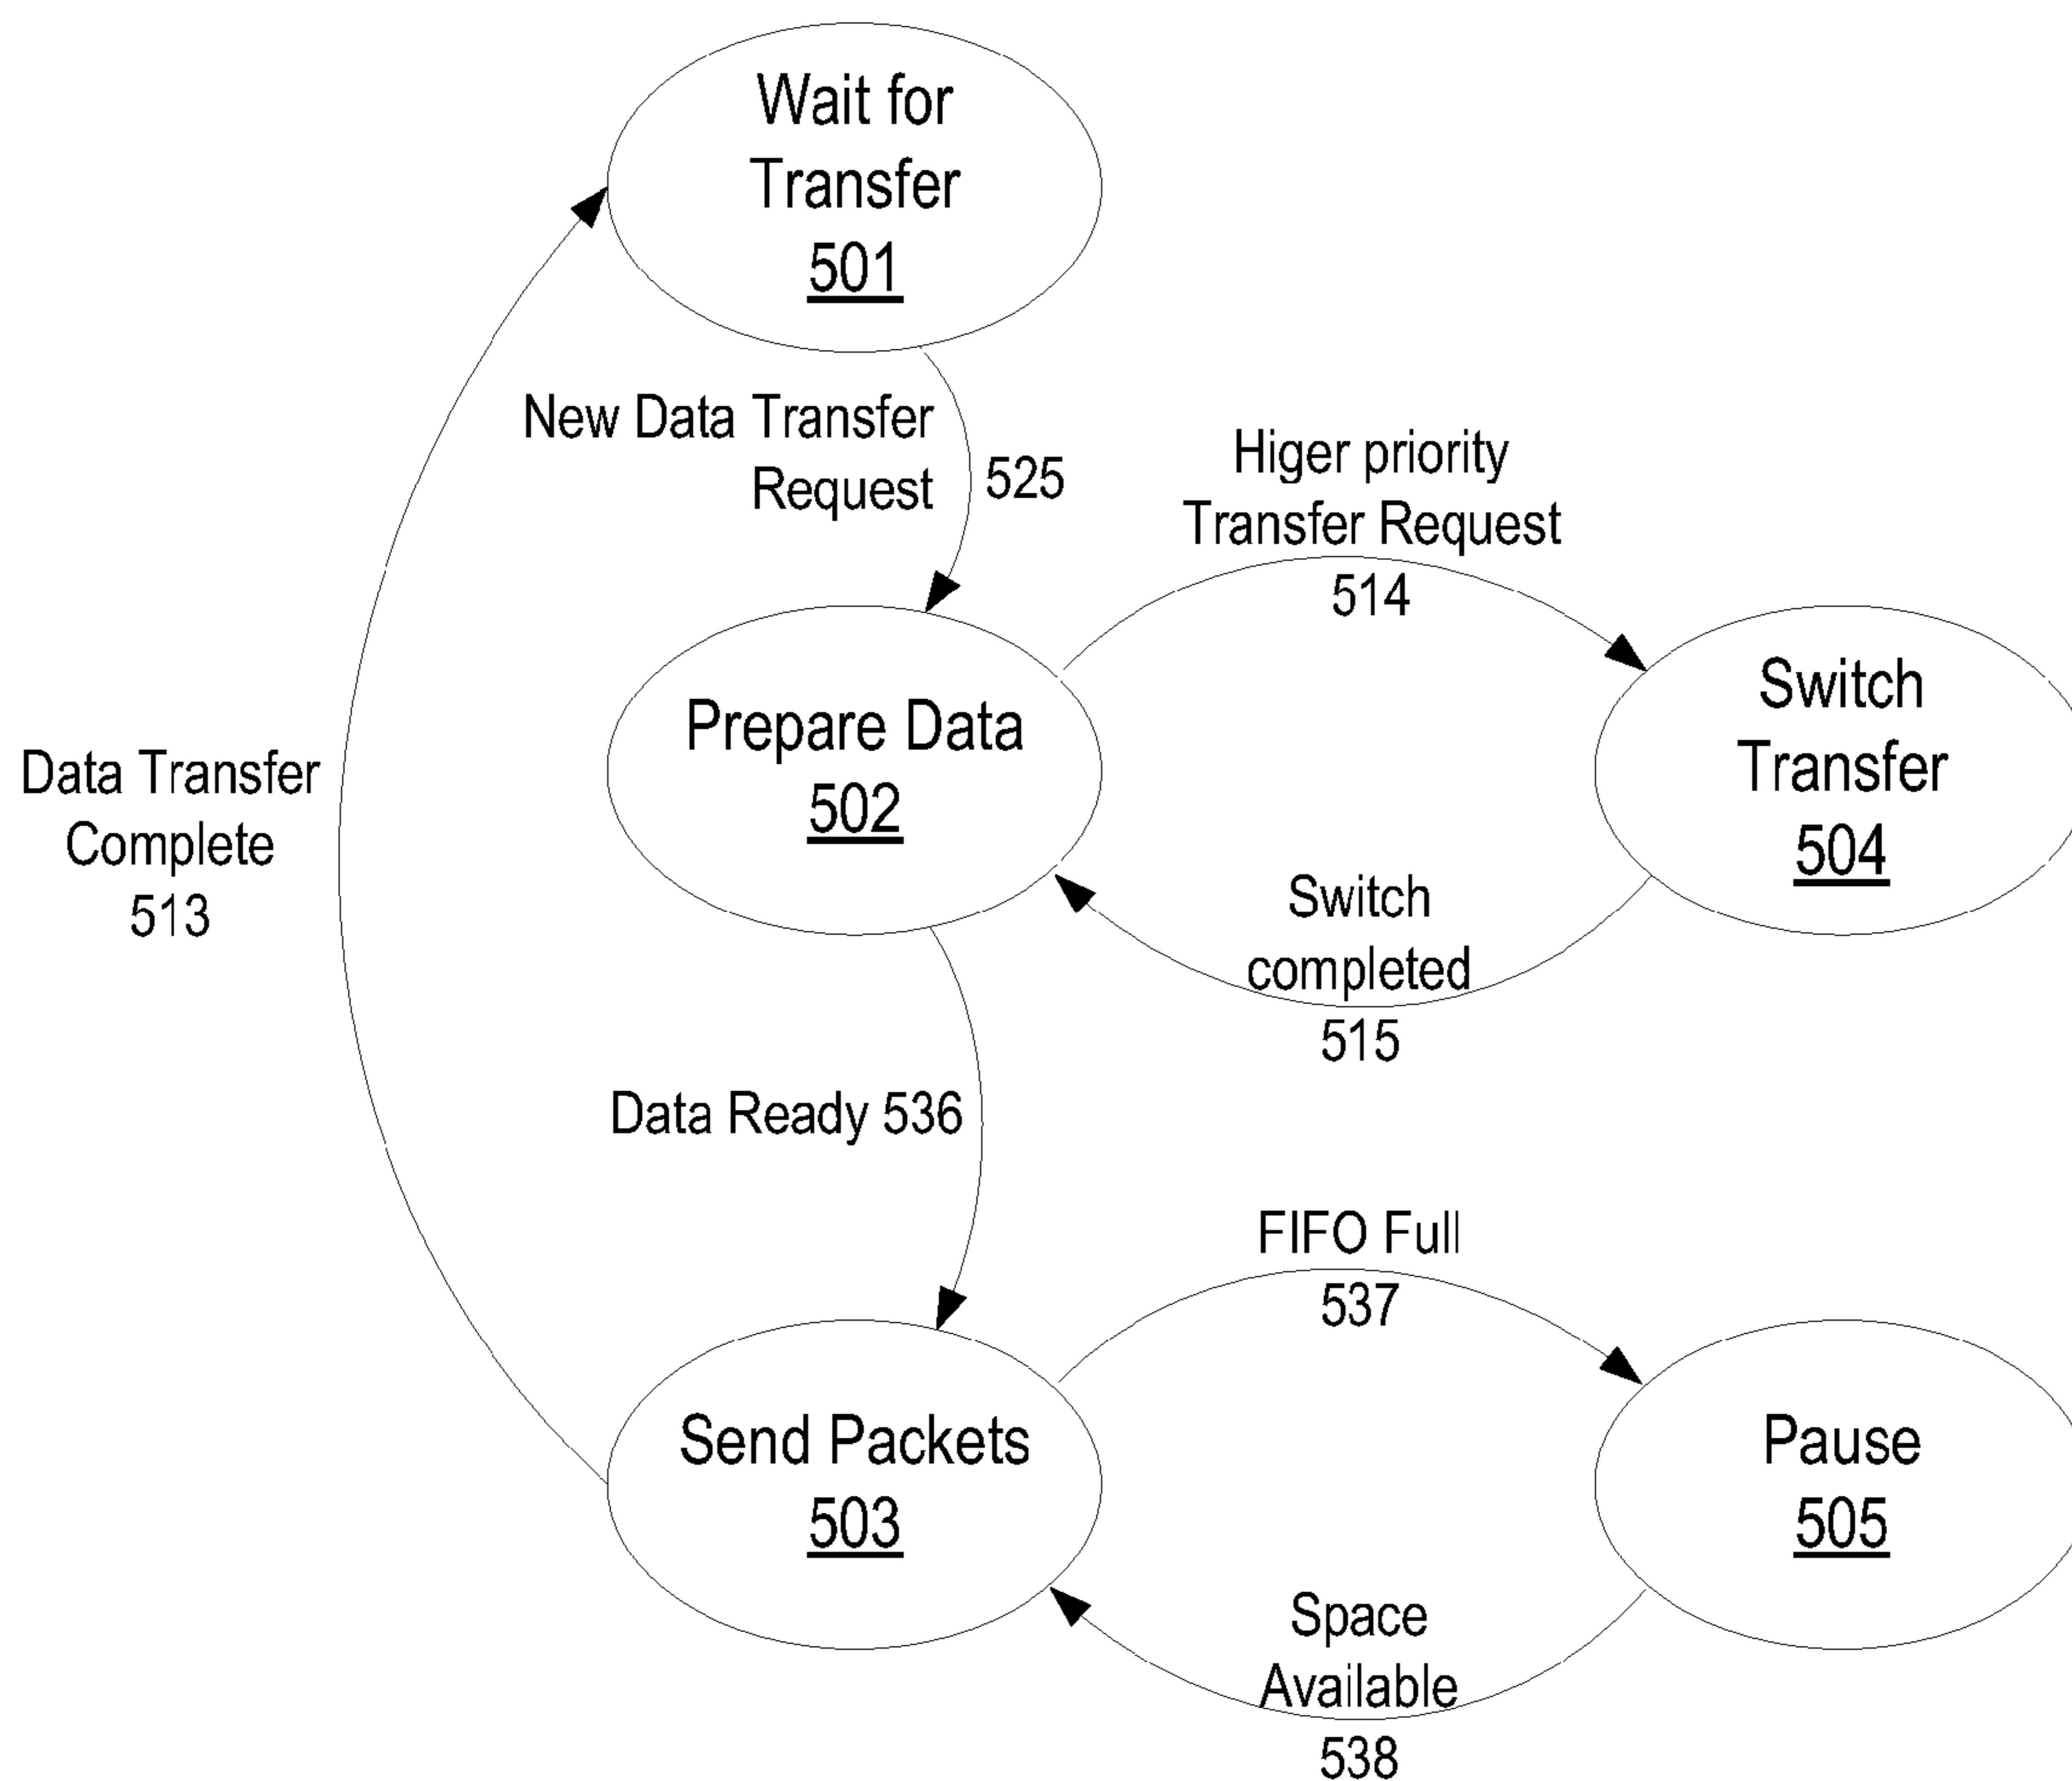 Wait for
Transfer
501
New Data Transfer
Request
525
Higer priority
Transfer Request
514
Prepare Data
502
Switch
Transfer
504
Data Transfer
Complete
513
Switch
completed
515
Data Ready 536
FIFO Full
537
Send Packets
503
Pause
505
Space
Available
538